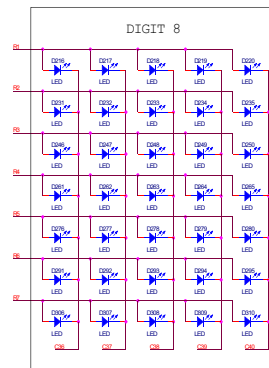 DIGIT 8
R1
D216 D217 D218 D219 D220
LED LED LED LED LED
R2
D231 D232 D233 D234 D235
LED LED LED LED LED
R3
D246 D247 D248 D249 D250
LED LED LED LED LED
R4
D261 D262 D263 D264 D265
LED LED LED LED LED
R5
D276 D277 D278 D279 D280
LED LED LED LED LED
R6
D291 D292 D293 D294 D295
LED LED LED LED LED
R7
D306 D307 D308 D309 D310
LED LED LED LED LED
C36 C37 C38 C39 C40